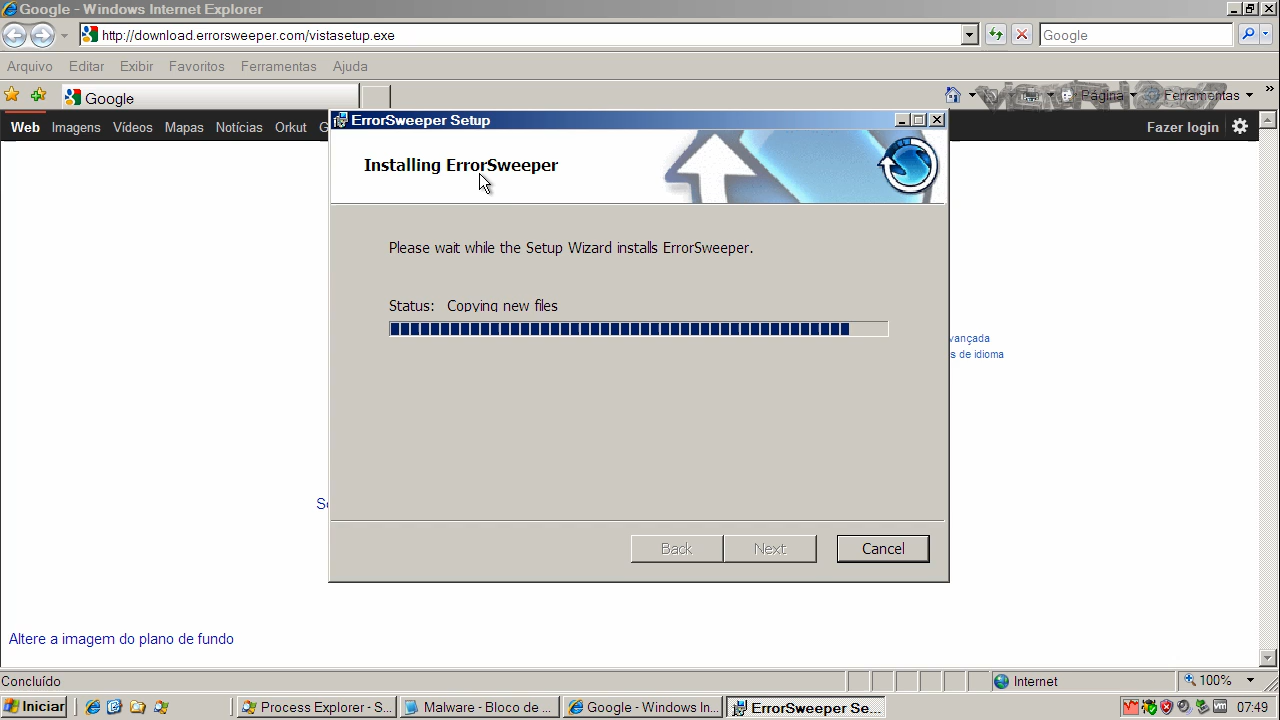 Google - Windows Internet Explorer
http://download.errorsweeper.com/vistasetup.exe
Google
Arquivo Editar Exibir Favoritos Ferramentas Ajuda
Google
Página Ferramentas »
Web Imagens Vídeos Mapas Notícias Orkut G
Fazer login
ErrorSweeper Setup
Installing ErrorSweeper
Please wait while the Setup Wizard installs ErrorSweeper.
Status: Copying new files
vançada
s de idioma
Back Next Cancel
Altere a imagem do plano de fundo
Concluído
Internet
100%
Iniciar
Process Explorer - S...
Malware - Bloco de ...
Google - Windows In...
ErrorSweeper Se...
07:49